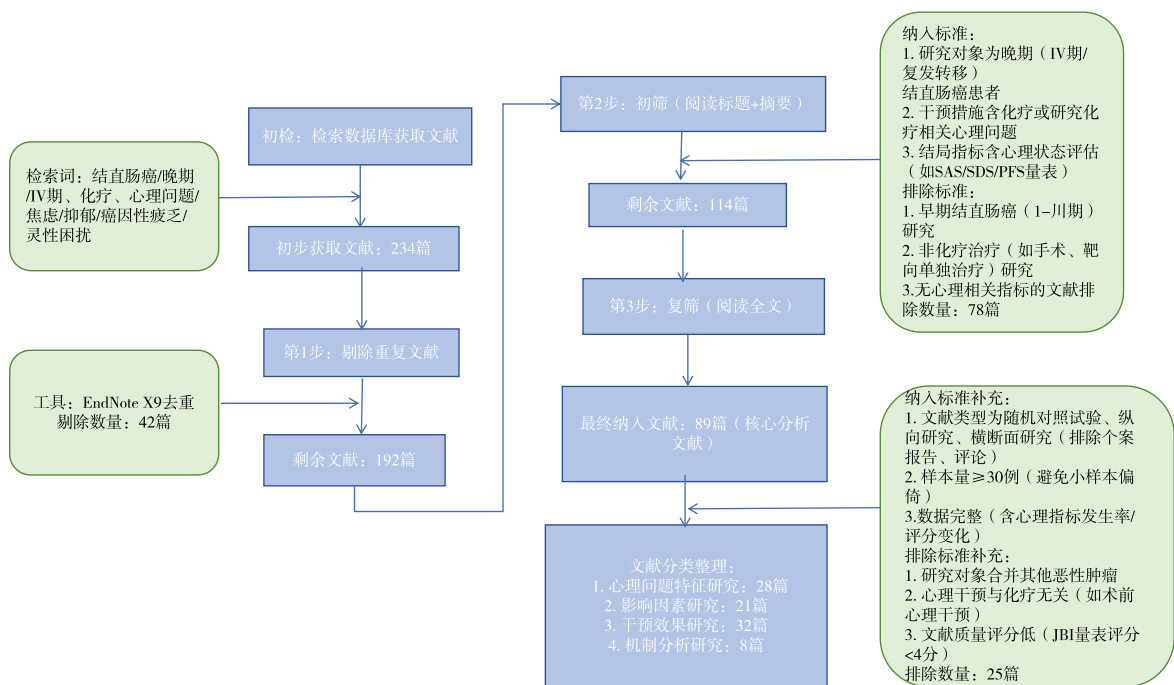 初检：检索数据库获取文献
检索词：结直肠癌/晚期
/IV期、化疗、心理问题/
焦虑/抑郁/癌因性疲乏/
灵性困扰
初步获取文献：234篇
第1步：剔除重复文献
工具：EndNote X9去重
剔除数量：42篇
剩余文献：192篇
第2步：初筛（阅读标题+摘要）
纳入标准：
1. 研究对象为晚期（IV期/
复发转移）
结直肠癌患者
2. 干预措施含化疗或研究化
疗相关心理问题
3. 结局指标含心理状态评估
（如SAS/SDS/PFS量表）
排除标准：
1. 早期结直肠癌（1–川期）
研究
2. 非化疗治疗（如手术、靶
向单独治疗）研究
3.无心理相关指标的文献排
除数量：78篇
剩余文献：114篇
第3步：复筛（阅读全文）
最终纳入文献：89篇（核心分析
文献）
纳入标准补充：
1. 文献类型为随机对照试验、纵
向研究、横断面研究（排除个案
报告、评论）
2. 样本量≥30例（避免小样本偏
倚）
3.数据完整（含心理指标发生率/
评分变化）
排除标准补充：
1. 研究对象合并其他恶性肿瘤
2. 心理干预与化疗无关（如术前
心理干预）
3. 文献质量评分低（JBI量表评分
<4分）
排除数量：25篇
文献分类整理：
1. 心理问题特征研究：28篇
2. 影响因素研究：21篇
3. 干预效果研究：32篇
4. 机制分析研究：8篇